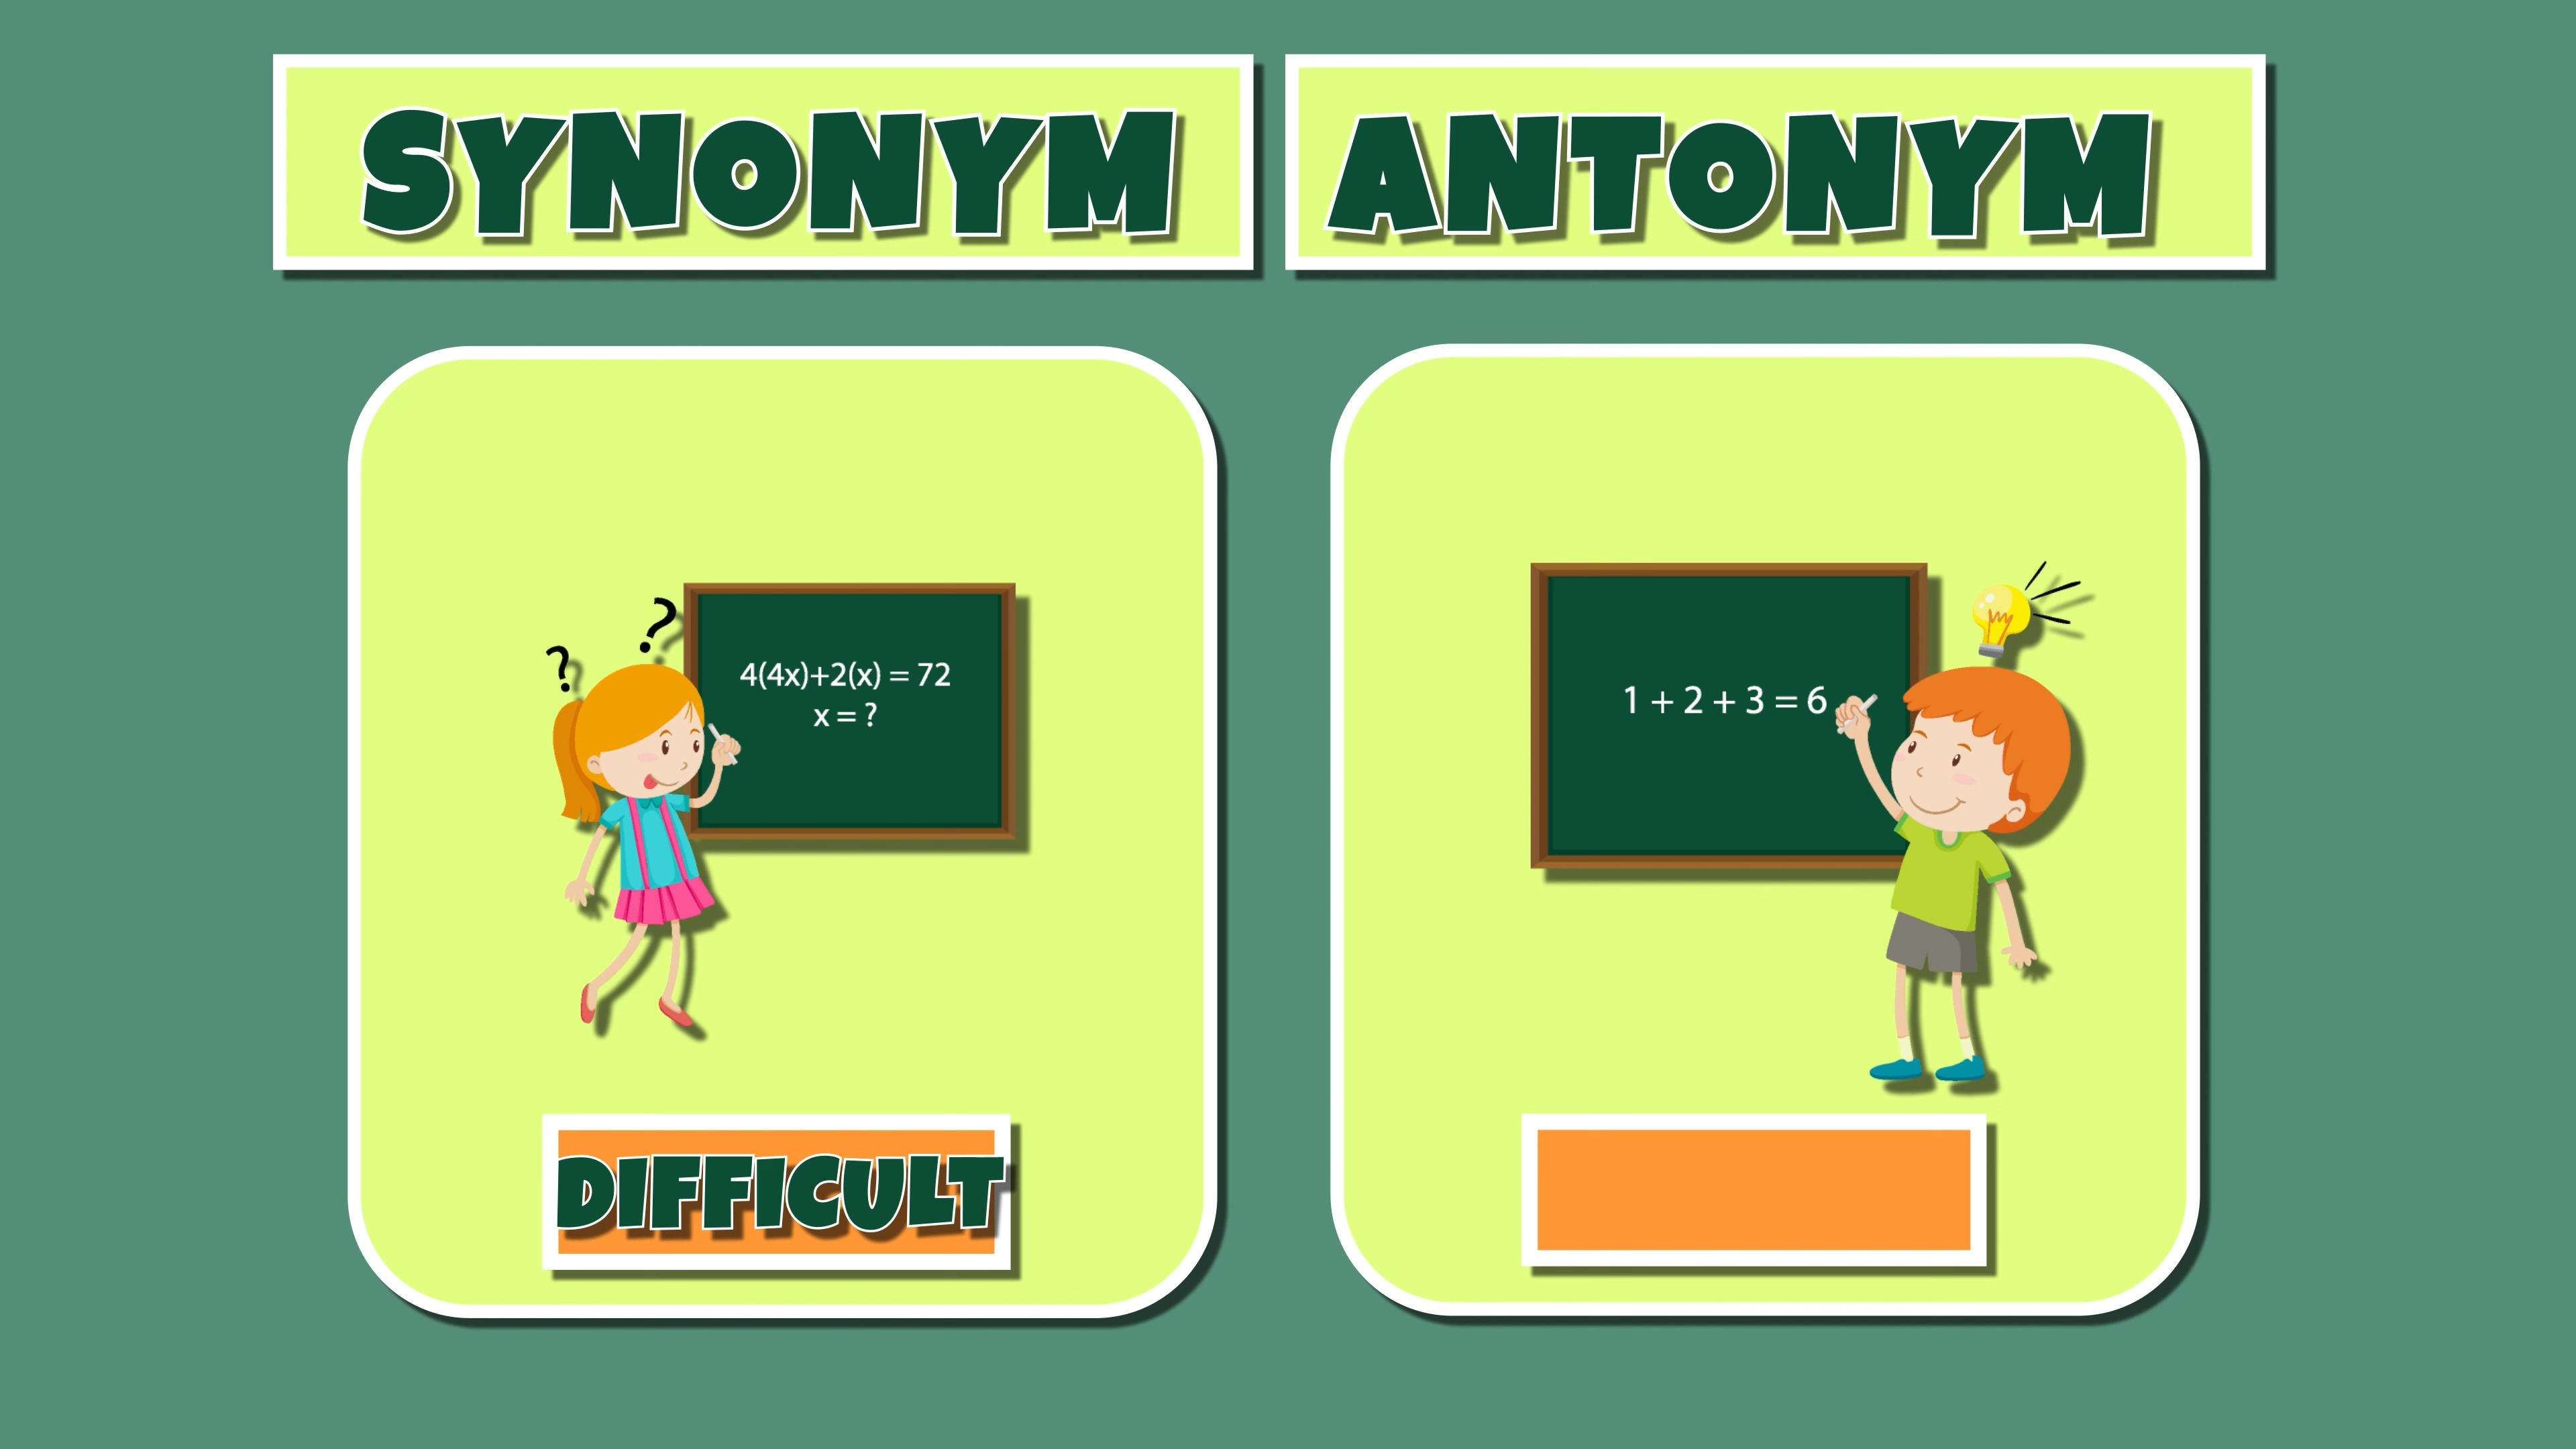 SYNONYM
ANTONYM
?
?
4(4x)+2(x) = 72
x = ?
1 + 2 + 3 = 6
DIFFICULT